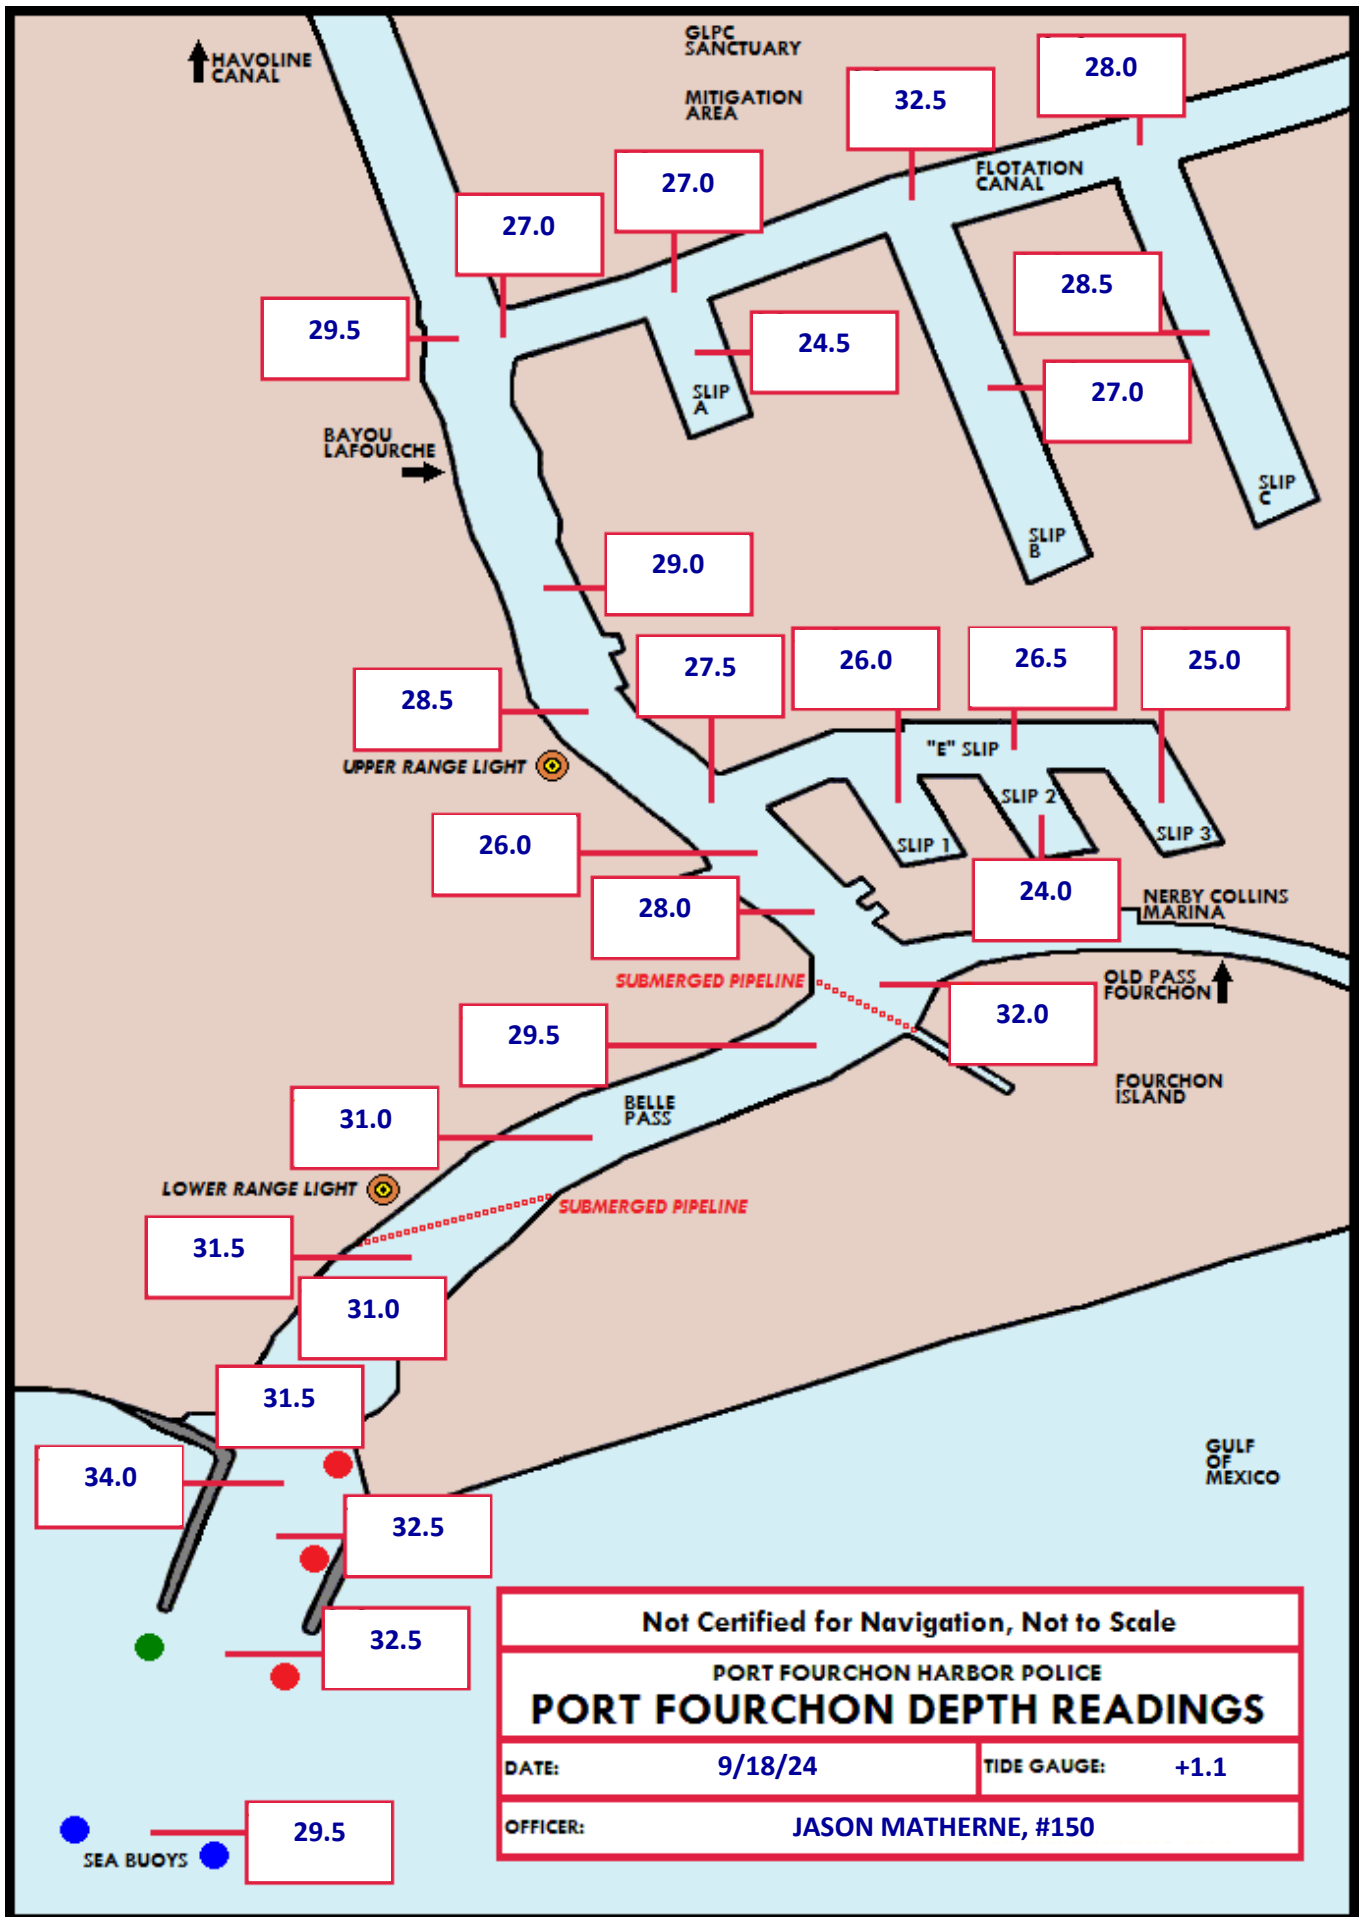 GLPC
SANCTUARY
HAVOLINE
CANAL
28.0
MITIGATION
AREA
32.5
FLOTATION
CANAL
27.0
27.0
28.5
29.5
24.5
27.0
SLIP
A
BAYOU
LAFOURCHE
SLIP
C
SLIP
B
29.0
27.5
26.0
26.5
25.0
28.5
"E" SLIP
UPPER RANGE LIGHT
SLIP 2
SLIP 1
SLIP 3
26.0
24.0
NERBY COLLINS
MARINA
28.0
SUBMERGED PIPELINE
OLD PASS
FOURCHON
32.0
29.5
FOURCHON
ISLAND
BELLE
PASS
31.0
LOWER RANGE LIGHT
SUBMERGED PIPELINE
31.5
31.0
31.5
GULF
OF
MEXICO
34.0
32.5
32.5
Not Certified for Navigation, Not to Scale
PORT FOURCHON HARBOR POLICE
PORT FOURCHON DEPTH READINGS
DATE: 9/18/24 TIDE GAUGE: +1.1
OFFICER: JASON MATHERNE, #150
29.5
SEA BUOYS